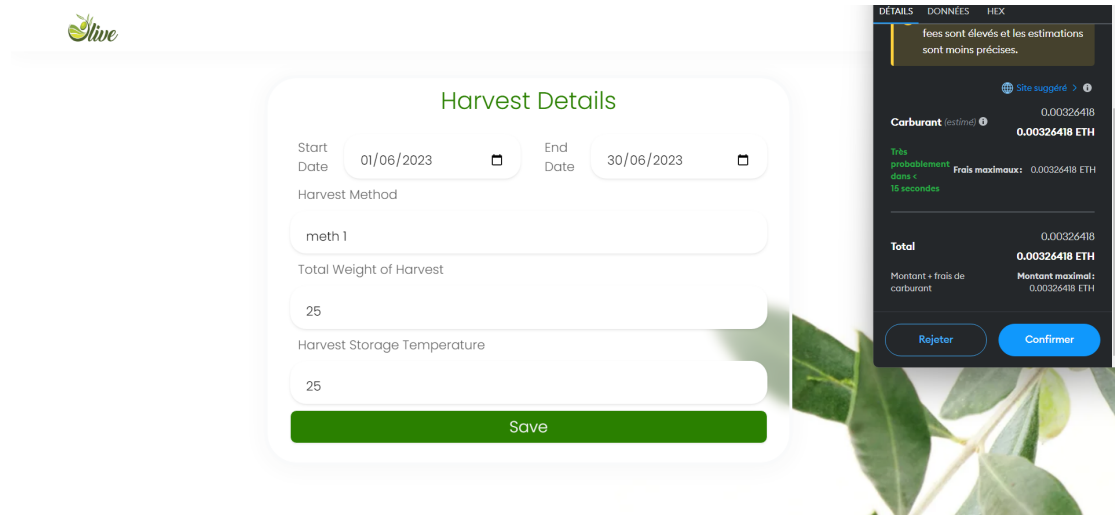 Olive
Harvest Details
Start Date
01/06/2023
End Date
30/06/2023
Harvest Method
meth 1
Total Weight of Harvest
25
Harvest Storage Temperature
25
Save
DÉTAILS DONNÉES HEX
fees sont élevés et les estimations
sont moins précises.
Site suggéré >
0.00326418
Carburant (estimé)
0.00326418 ETH
Très
probablement
dans <
15 secondes
Frais maximaux: 0.00326418 ETH
0.00326418
Total
0.00326418 ETH
Montant + frais de
carburant
Montant maximal:
0.00326418 ETH
Rejeter
Confirmer